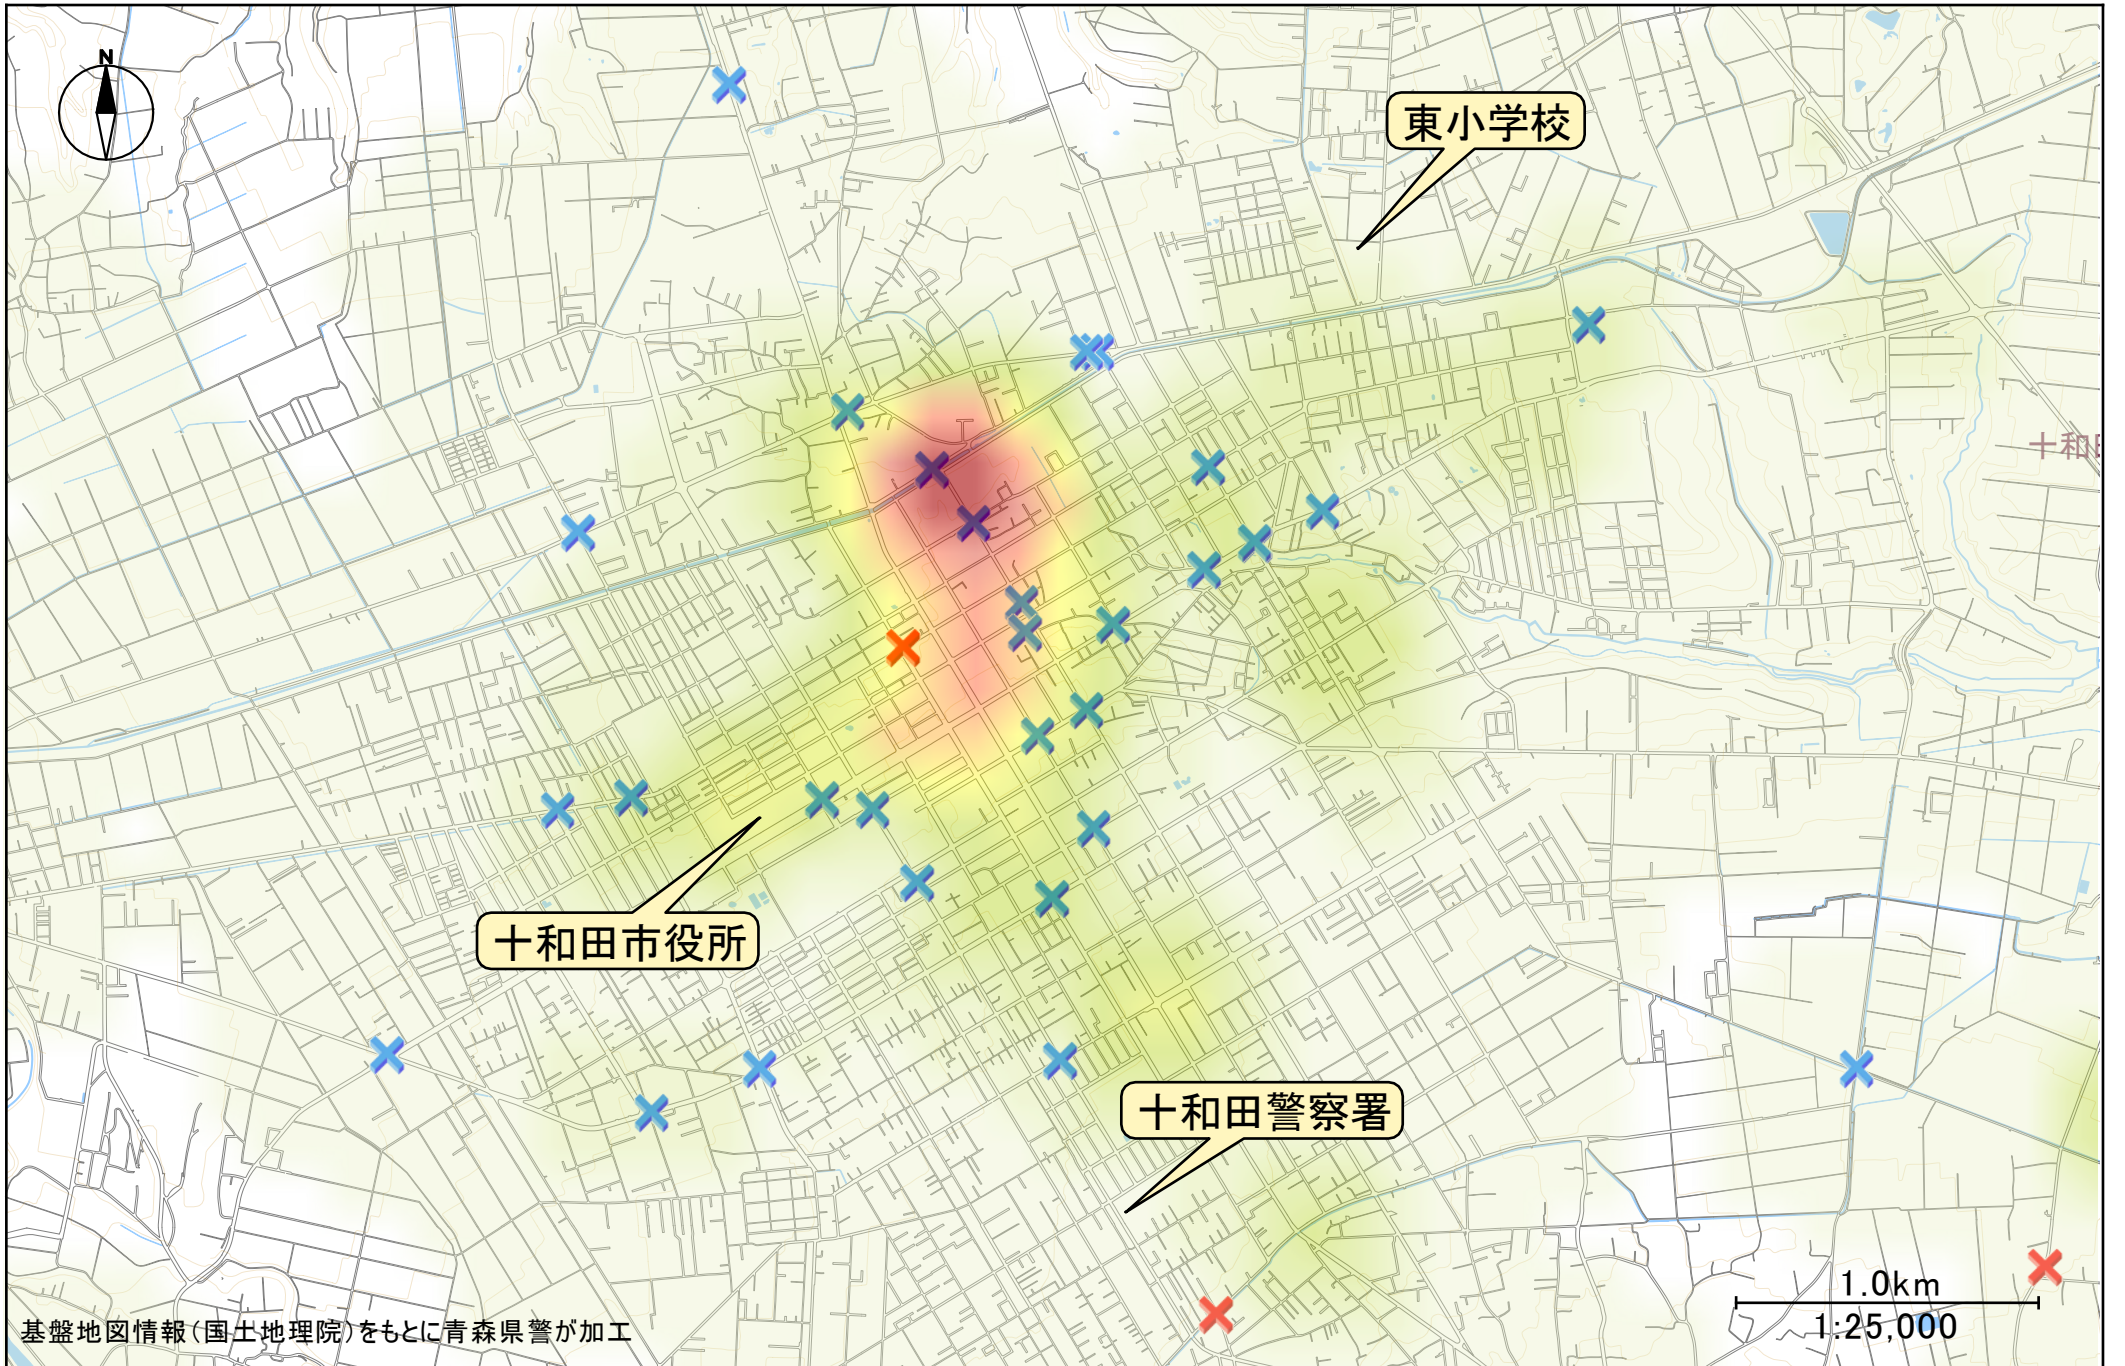 N
東小学校
十和田市役所
十和田警察署
1.0km
1:25,000
基盤地図情報(国土地理院)をもとに青森県警が加工